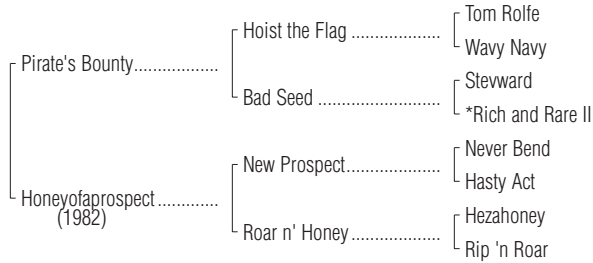 Tom Rolfe
Hoist the Flag ...................
Wavy Navy
Pirate's Bounty.................
Stevward
Bad Seed ..........................
*Rich and Rare II
Never Bend
New Prospect....................
Hasty Act
Honeyofaprospect.............
(1982)
Hezahoney
Roar n' Honey ...................
Rip 'n Roar